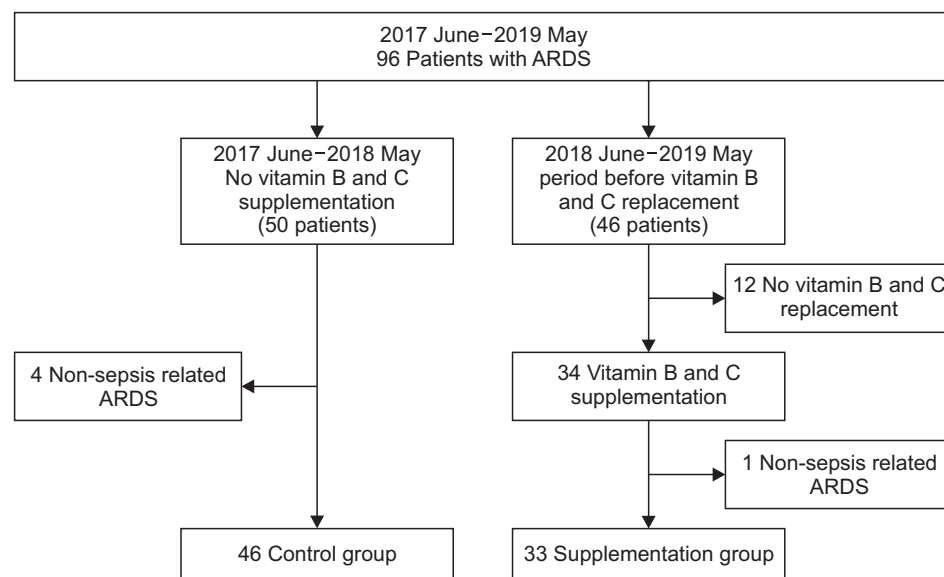 2017 June–2019 May
96 Patients with ARDS
2017 June–2018 May
No vitamin B and C
supplementation
(50 patients)
2018 June–2019 May
period before vitamin B
and C replacement
(46 patients)
12 No vitamin B and C
replacement
4 Non-sepsis related
ARDS
34 Vitamin B and C
supplementation
1 Non-sepsis related
ARDS
46 Control group
33 Supplementation group